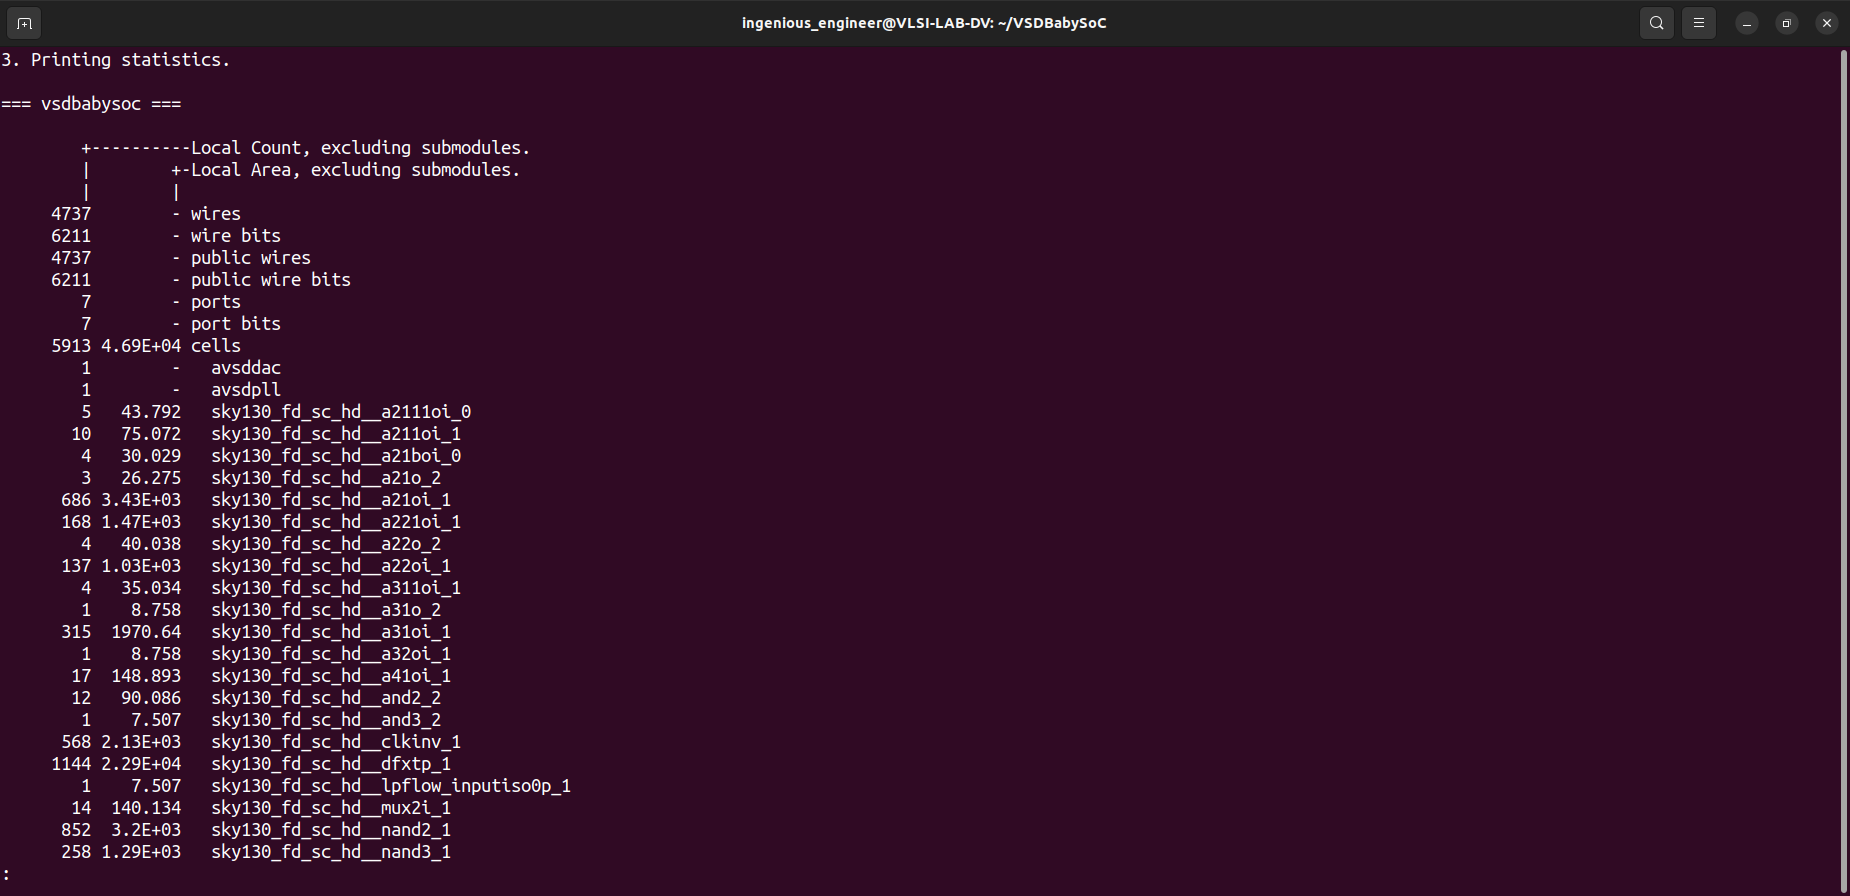 ingenious_engineer@VLSI-LAB-DV: ~/VSDBabySoC
3. Printing statistics.

=== vsdbabysoc ===

        +----------Local Count, excluding submodules.
        |        +-Local Area, excluding submodules.
        |        |
     4737        - wires
     6211        - wire bits
     4737        - public wires
     6211        - public wire bits
        7        - ports
        7        - port bits
     5913 4.69E+04 cells
        1        -   avsddac
        1        -   avsdpll
        5   43.792   sky130_fd_sc_hd__a2111oi_0
       10   75.072   sky130_fd_sc_hd__a211oi_1
        4   30.029   sky130_fd_sc_hd__a21boi_0
        3   26.275   sky130_fd_sc_hd__a21o_2
      686 3.43E+03   sky130_fd_sc_hd__a21oi_1
      168 1.47E+03   sky130_fd_sc_hd__a221oi_1
        4   40.038   sky130_fd_sc_hd__a22o_2
      137 1.03E+03   sky130_fd_sc_hd__a22oi_1
        4   35.034   sky130_fd_sc_hd__a311oi_1
        1    8.758   sky130_fd_sc_hd__a31o_2
      315  1970.64   sky130_fd_sc_hd__a31oi_1
        1    8.758   sky130_fd_sc_hd__a32oi_1
       17  148.893   sky130_fd_sc_hd__a41oi_1
       12   90.086   sky130_fd_sc_hd__and2_2
        1    7.507   sky130_fd_sc_hd__and3_2
      568 2.13E+03   sky130_fd_sc_hd__clkinv_1
     1144 2.29E+04   sky130_fd_sc_hd__dfxtp_1
        1    7.507   sky130_fd_sc_hd__lpflow_inputiso0p_1
       14  140.134   sky130_fd_sc_hd__mux2i_1
      852  3.2E+03   sky130_fd_sc_hd__nand2_1
      258 1.29E+03   sky130_fd_sc_hd__nand3_1
: